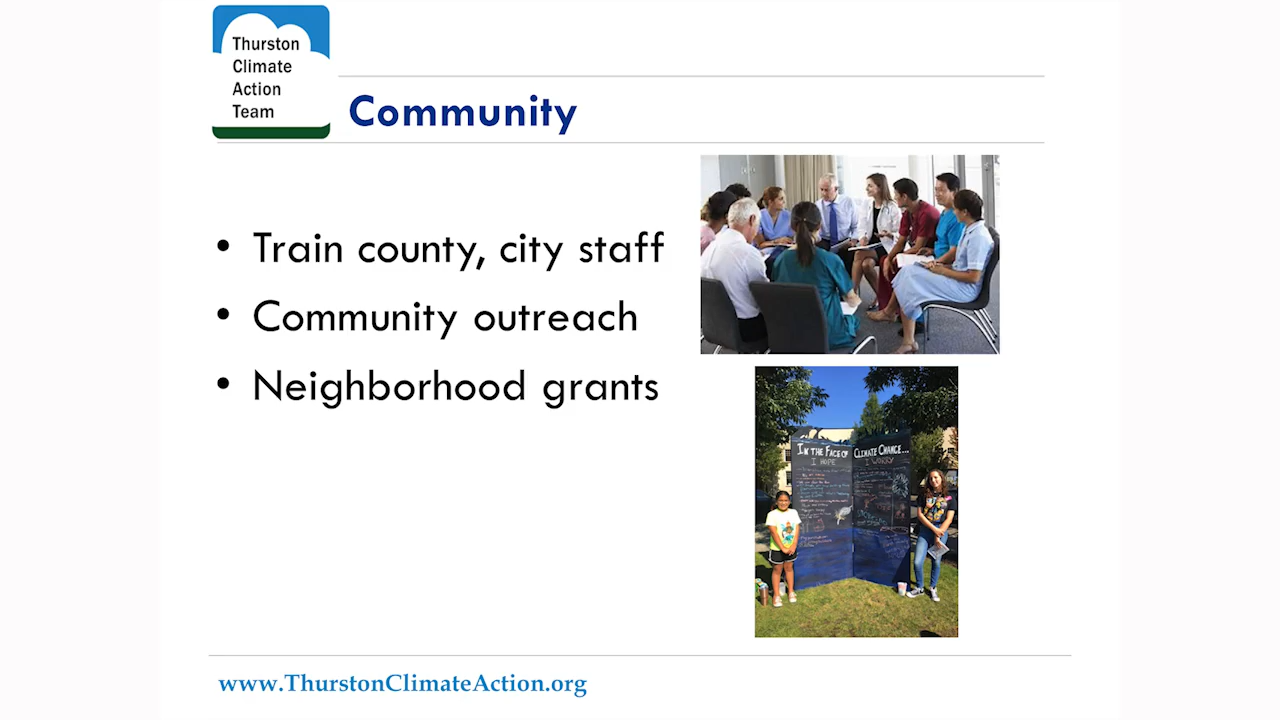 Thurston
Climate
Action
Team
Community
• Train county, city staff
• Community outreach
• Neighborhood grants
IN THE FACE OF CLIMATE CHANGE...
I HOPE
I WORRY
www.ThurstonClimateAction.org